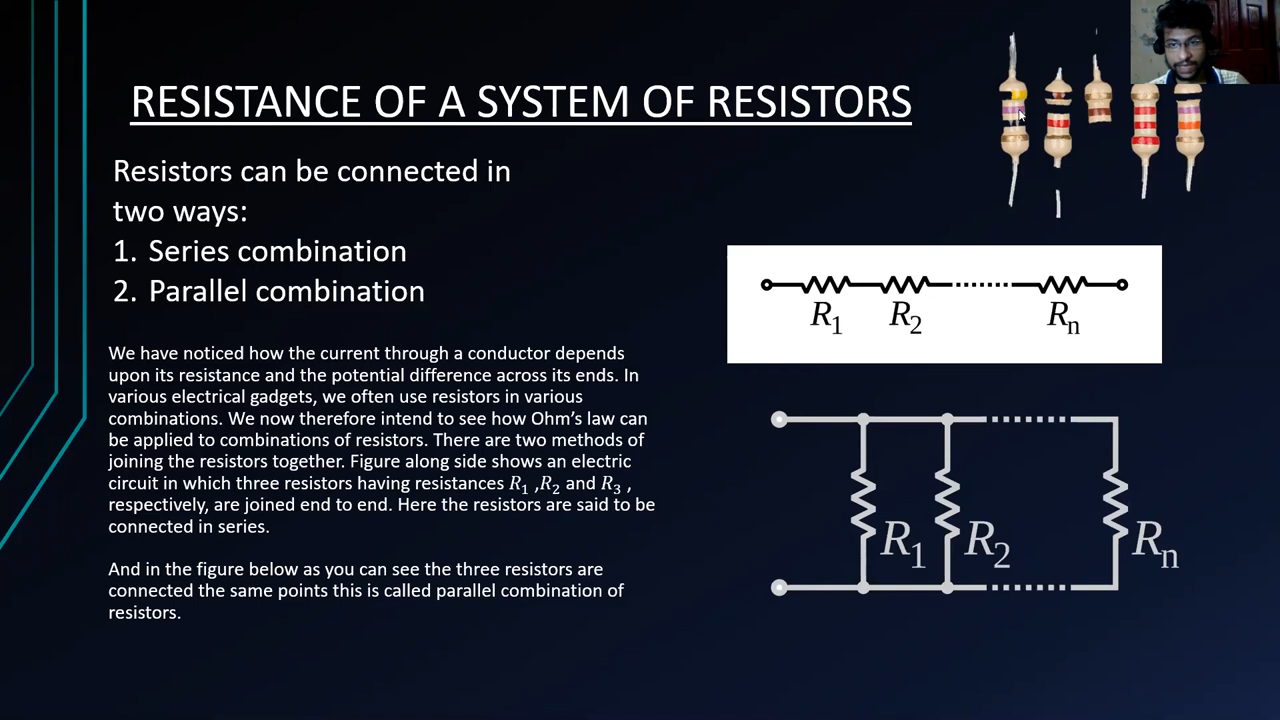 RESISTANCE OF A SYSTEM OF RESISTORS
Resistors can be connected in
two ways:
1. Series combination
2. Parallel combination
We have noticed how the current through a conductor depends
upon its resistance and the potential difference across its ends. In
various electrical gadgets, we often use resistors in various
combinations. We now therefore intend to see how Ohm's law can
be applied to combinations of resistors. There are two methods of
joining the resistors together. Figure along side shows an electric
circuit in which three resistors having resistances R₁ ,R₂ and R₃ ,
respectively, are joined end to end. Here the resistors are said to be
connected in series.
And in the figure below as you can see the three resistors are
connected the same points this is called parallel combination of
resistors.
R₁ R₂ Rₙ
R₁ R₂ Rₙ